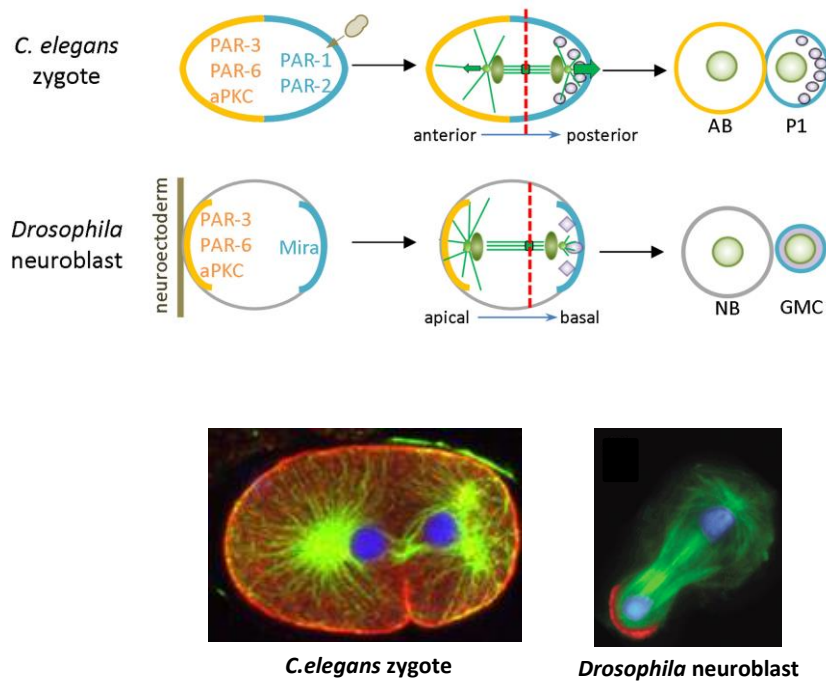 C. elegans
zygote
PAR-3
PAR-6
aPKC
PAR-1
PAR-2
anterior
posterior
AB
P1
Drosophila
neuroblast
neuroectoderm
PAR-3
PAR-6
aPKC
Mira
apical
basal
NB
GMC
C.elegans zygote
Drosophila neuroblast